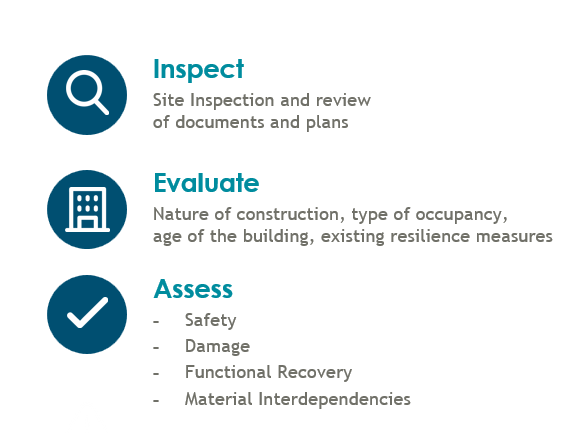 Inspect
Site Inspection and review
of documents and plans
Evaluate
Nature of construction, type of occupancy,
age of the building, existing resilience measures
Assess
- Safety
- Damage
- Functional Recovery
- Material Interdependencies